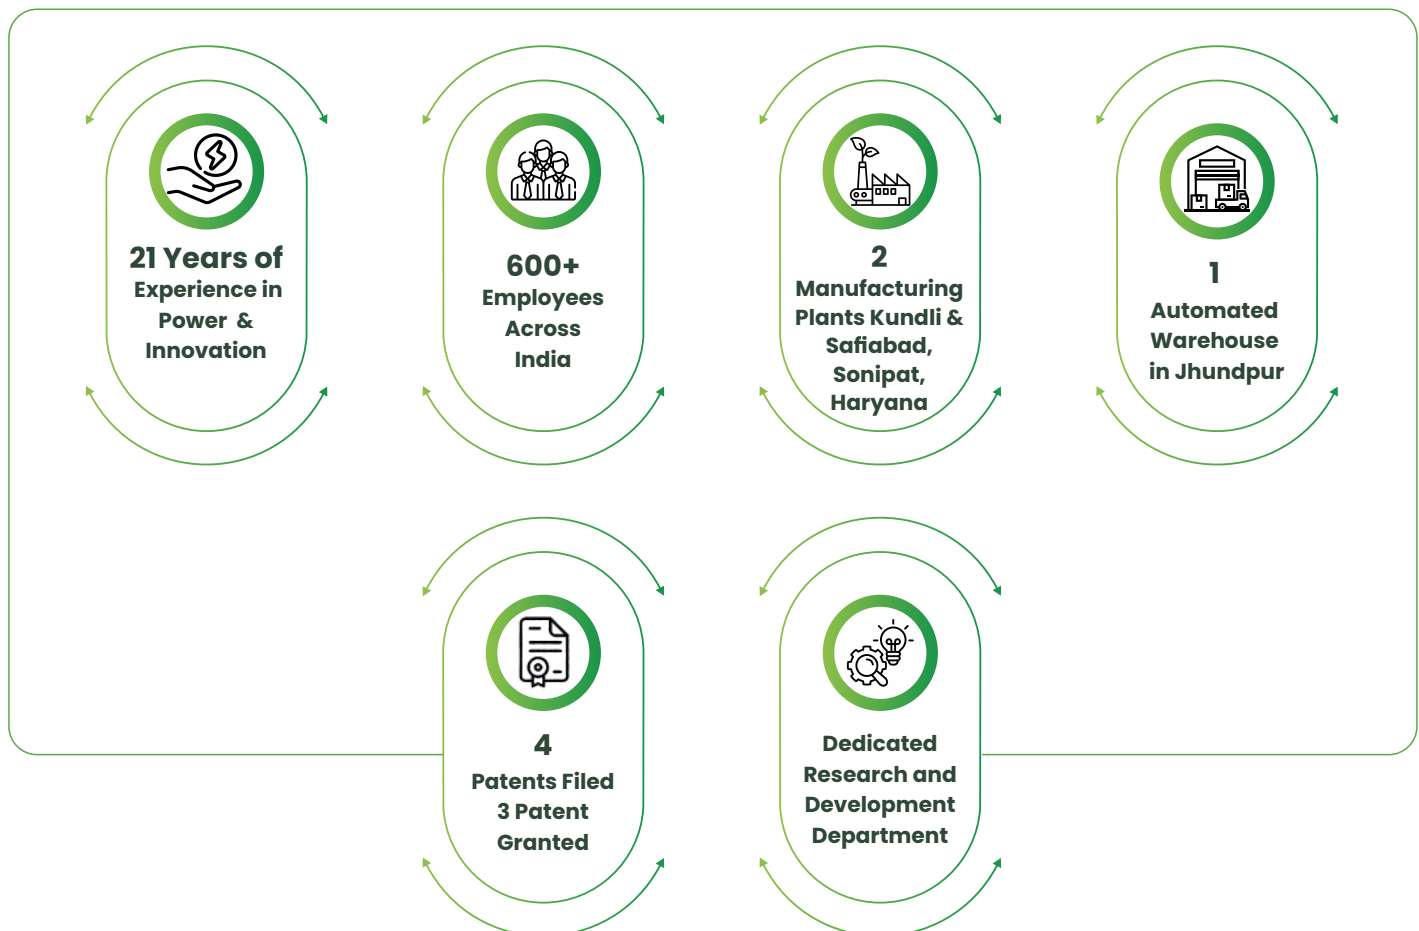 21 Years of
Experience in
Power &
Innovation
600+
Employees
Across
India
2
Manufacturing
Plants Kundli &
Safiabad,
Sonipat,
Haryana
1
Automated
Warehouse
in Jhundpur
4
Patents Filed
3 Patent
Granted
Dedicated
Research and
Development
Department